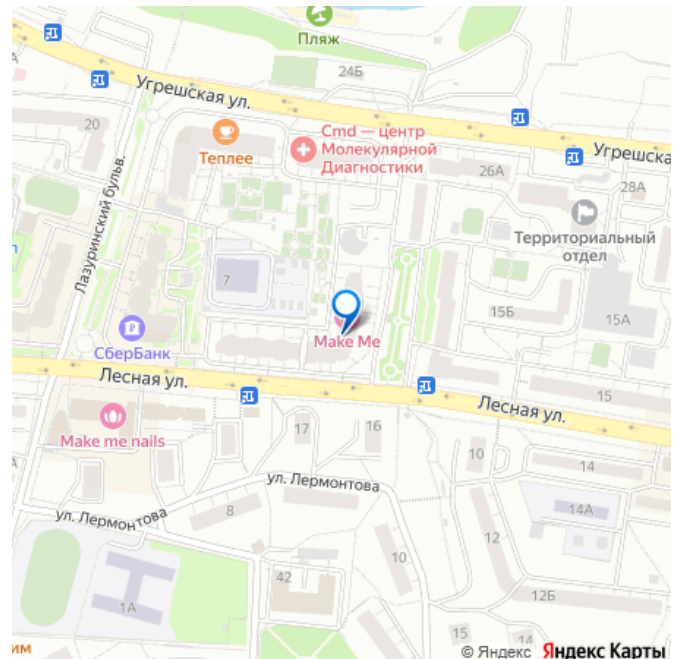 Пляж
А
24Б
Угрешская ул.
20
Теплее
Cmd — центр
Молекулярной
Диагностики
Угрешска
26А
28А
Лазуринский бульв.
Территориальный
отдел
7
15Б
15А
Make Me
СберБанк
Лесная ул.
Лесная ул.
15
Make me nails
17
16
10
14
ул. Лермонтова
ул. Лермонтова
8
14А
12
10
42
1А
12Б
15
14
им
© Яндекс Яндекс Карты